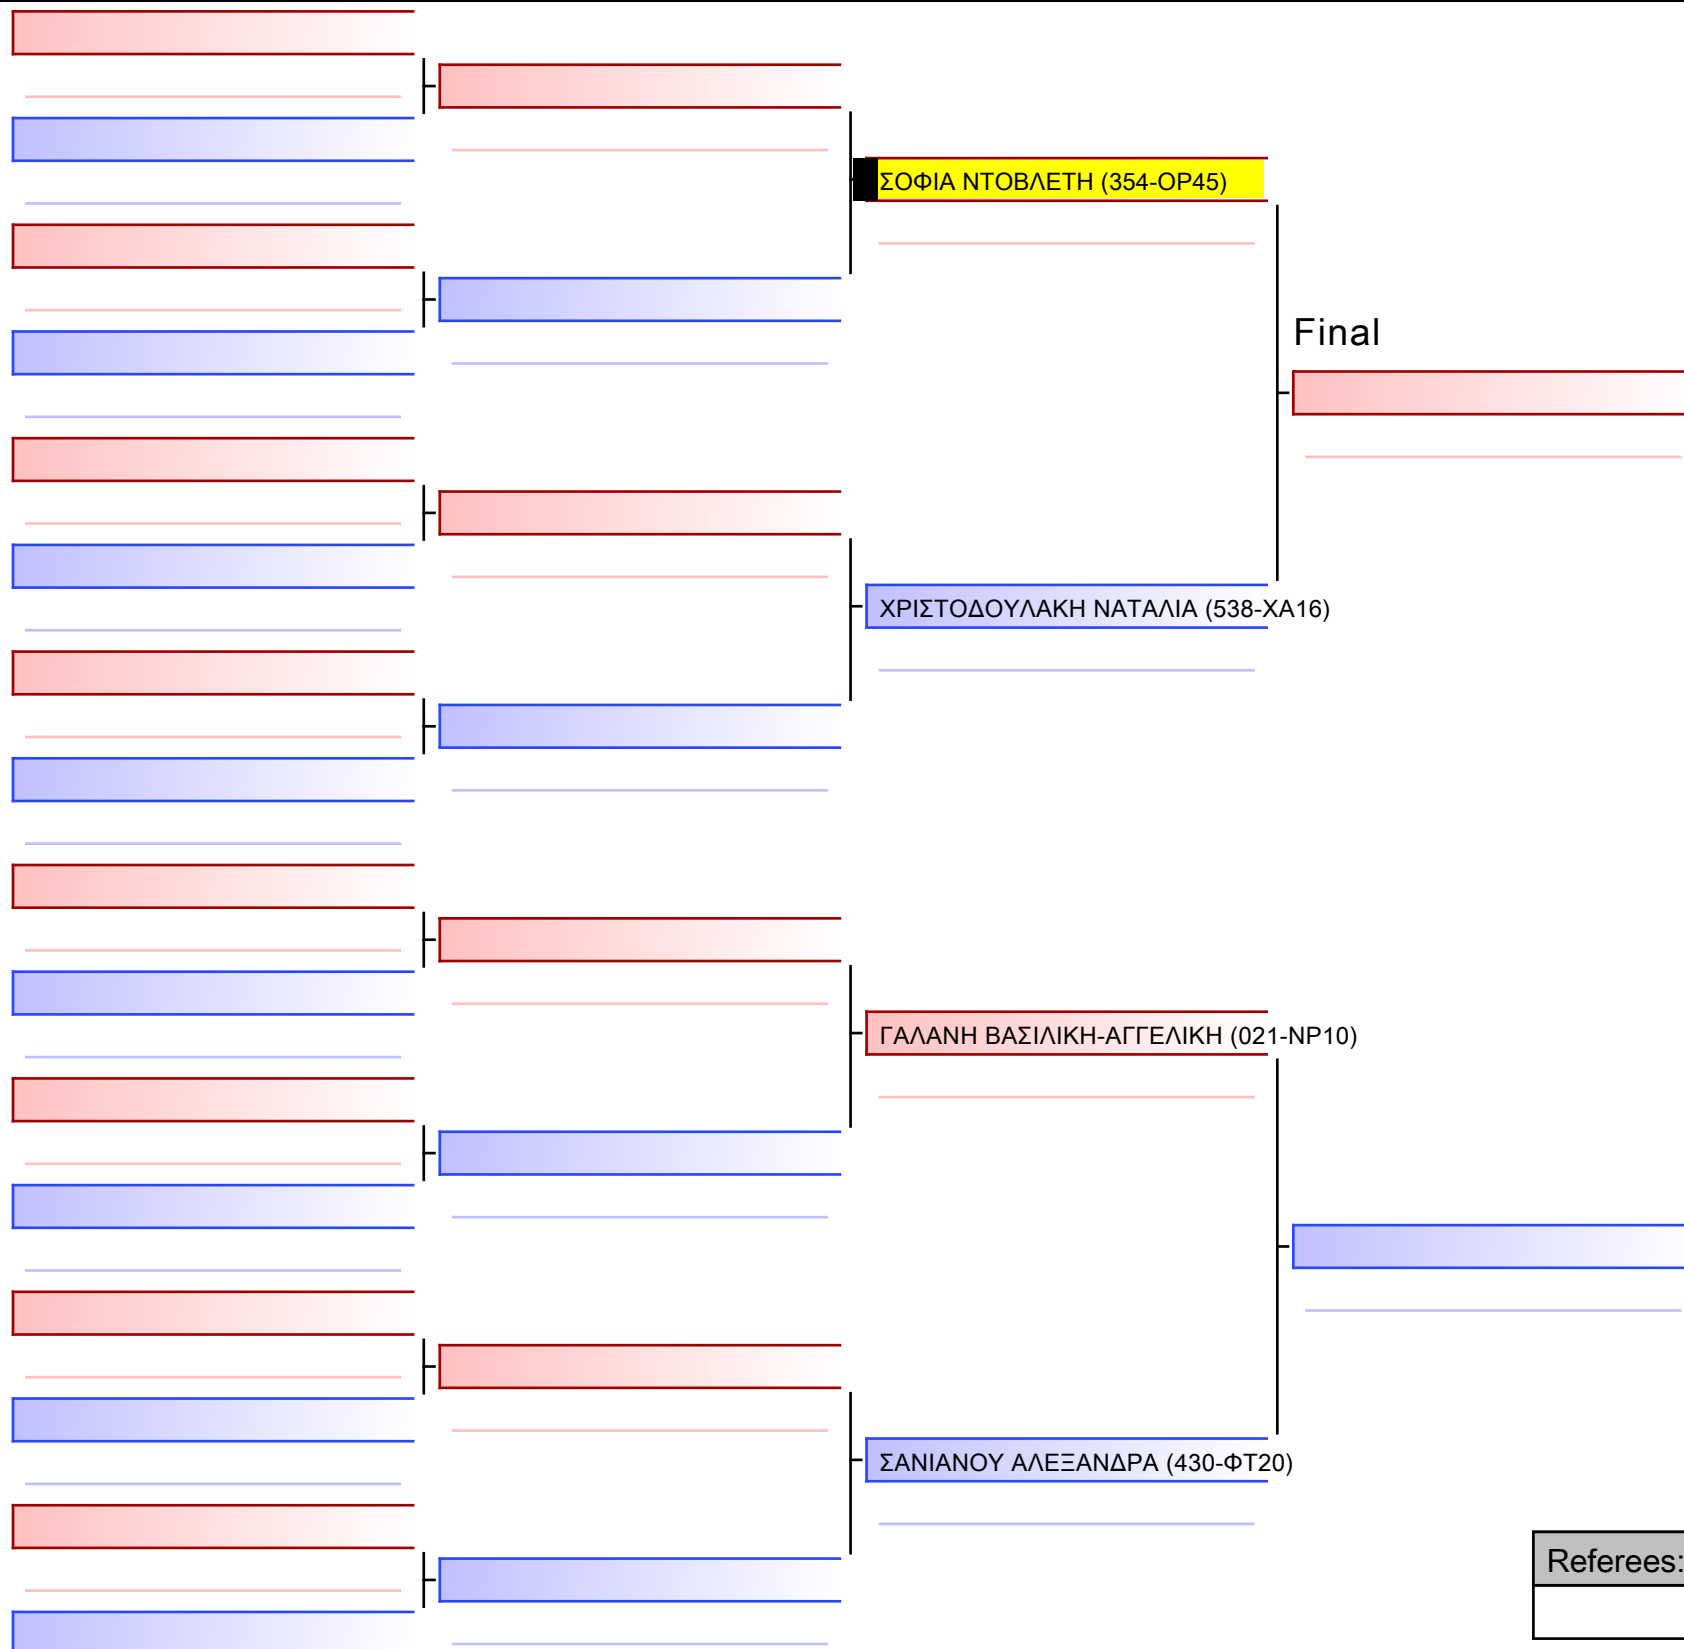 ΣΟΦΙΑ ΝΤΟΒΛΕΤΗ (354-ΟΡ45)
Final
ΧΡΙΣΤΟΔΟΥΛΑΚΗ ΝΑΤΑΛΙΑ (538-ΧΑ16)
ΓΑΛΑΝΗ ΒΑΣΙΛΙΚΗ-ΑΓΓΕΛΙΚΗ (021-ΝΡ10)
ΣΑΝΙΑΝΟΥ ΑΛΕΞΑΝΔΡΑ (430-ΦΤ20)
Referees: